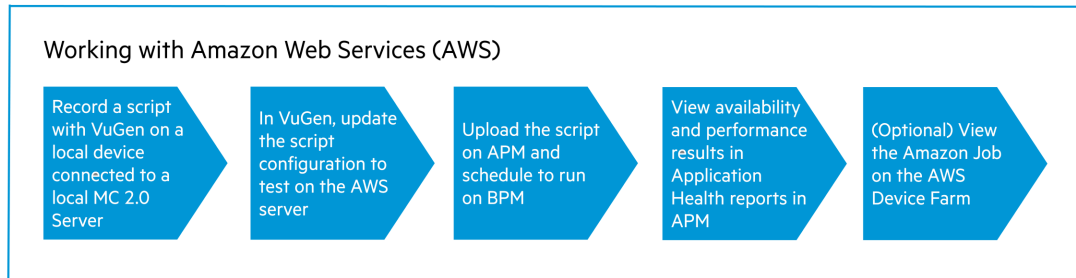 Working with Amazon Web Services (AWS)
Record a script
with VuGen on a
local device
connected to a
local MC 2.0
Server
In VuGen, update
the script
configuration to
test on the AWS
server
Upload the script
on APM and
schedule to run
on BPM
View availability
and performance
results in
Application
Health reports in
APM
(Optional) View
the Amazon Job
on the AWS
Device Farm